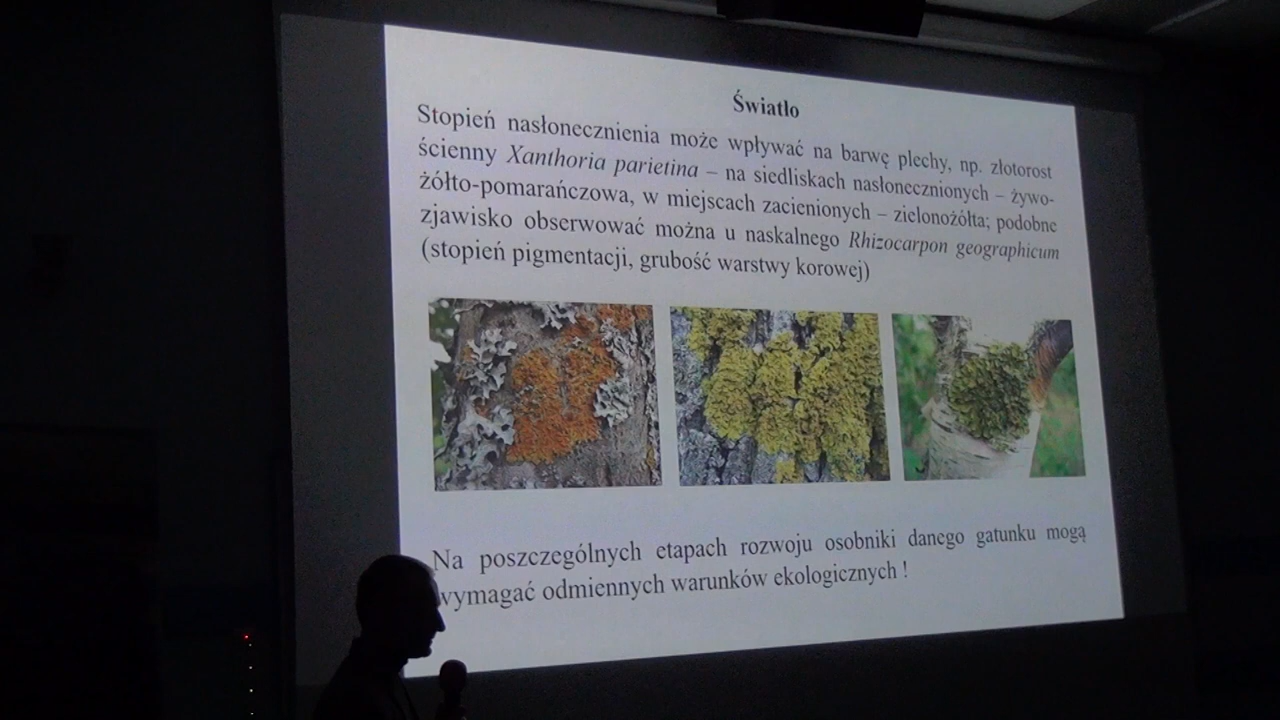 Światło
Stopień nasłonecznienia może wpływać na barwę plechy, np. złotorost
ścienny Xanthoria parietina – na siedliskach nasłonecznionych – żywo-
żółto-pomarańczowa, w miejscach zacienionych – zielonożółta; podobne
zjawisko obserwować można u naskalnego Rhizocarpon geographicum
(stopień pigmentacji, grubość warstwy korowej)
Na poszczególnych etapach rozwoju osobniki danego gatunku mogą
wymagać odmiennych warunków ekologicznych !